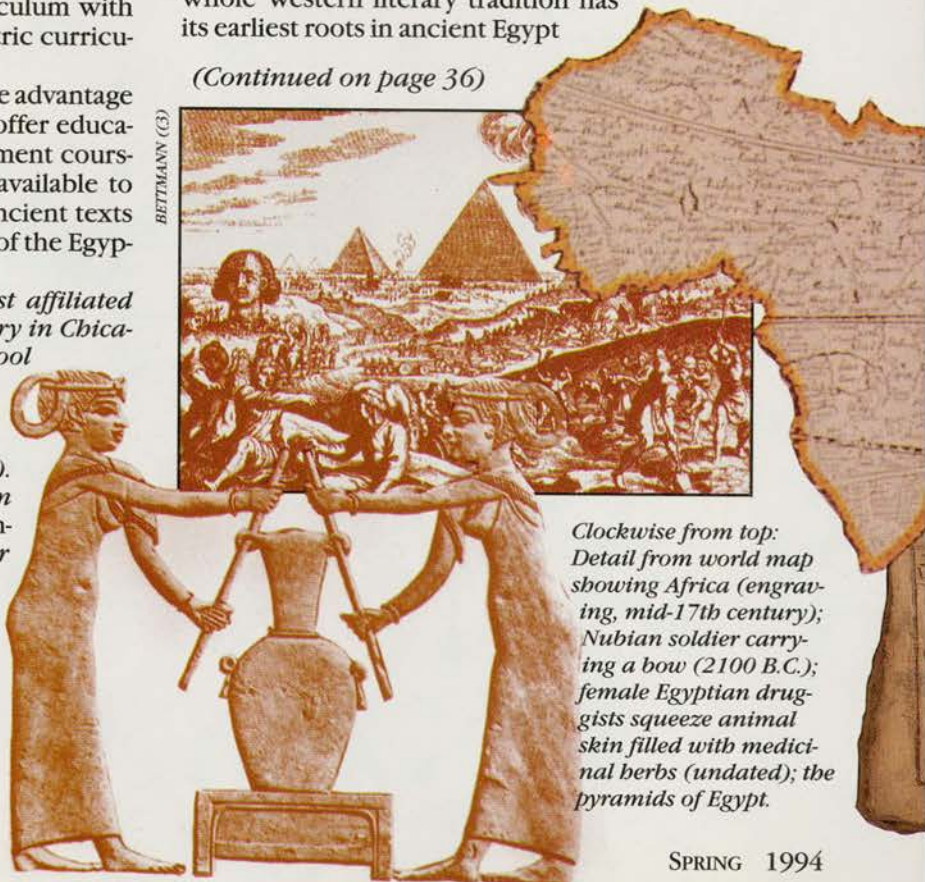 culum with
tric curricu-
e advantage
offer educa-
ment cours-
available to
ncient texts
of the Egyp-
st affiliated
ry in Chica-
ool
).
n
n-
r
whole western literary tradition has
its earliest roots in ancient Egypt
(Continued on page 36)
BETTMANN ((3)
Clockwise from top:
Detail from world map
showing Africa (engrav-
ing, mid-17th century);
Nubian soldier carry-
ing a bow (2100 B.C.);
female Egyptian drug-
gists squeeze animal
skin filled with medici-
nal herbs (undated); the
pyramids of Egypt.
SPRING 1994